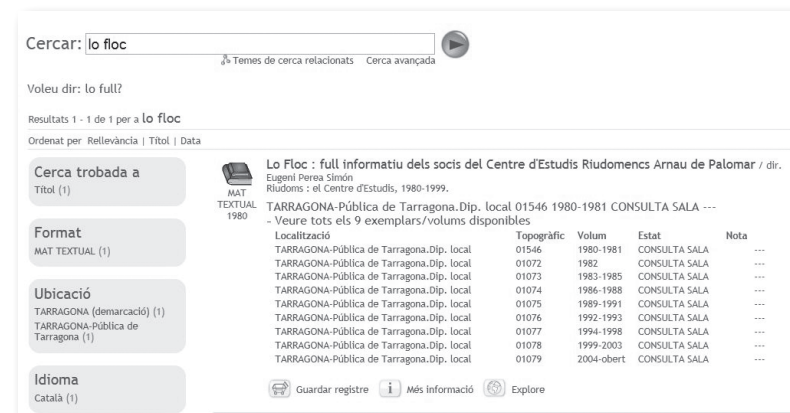 Cercar: lo floc
Temes de cerca relacionats Cerca avançada
Voleu dir: lo full?
Resultats 1 - 1 de 1 per a lo floc
Ordenat per Rellevància | Títol | Data
Cerca trobada a
Títol (1)
Format
MAT TEXTUAL (1)
Ubicació
TARRAGONA (demarcació) (1)
TARRAGONA-Pública de
Tarragona (1)
Idioma
Català (1)
MAT
TEXTUAL
1980
Lo Floc : full informatiu dels socis del Centre d'Estudis Riudomencs Arnau de Palomar / dir.
Eugeni Perea Simón
Riudoms : el Centre d'Estudis, 1980-1999.
TARRAGONA-Pública de Tarragona.Dip. local 01546 1980-1981 CONSULTA SALA ---
- Veure tots els 9 exemplars/volums disponibles
Localització Topogràfic Volum Estat Nota
TARRAGONA-Pública de Tarragona.Dip. local 01546 1980-1981 CONSULTA SALA ---
TARRAGONA-Pública de Tarragona.Dip. local 01072 1982 CONSULTA SALA ---
TARRAGONA-Pública de Tarragona.Dip. local 01073 1983-1985 CONSULTA SALA ---
TARRAGONA-Pública de Tarragona.Dip. local 01074 1986-1988 CONSULTA SALA ---
TARRAGONA-Pública de Tarragona.Dip. local 01075 1989-1991 CONSULTA SALA ---
TARRAGONA-Pública de Tarragona.Dip. local 01076 1992-1993 CONSULTA SALA ---
TARRAGONA-Pública de Tarragona.Dip. local 01077 1994-1998 CONSULTA SALA ---
TARRAGONA-Pública de Tarragona.Dip. local 01078 1999-2003 CONSULTA SALA ---
TARRAGONA-Pública de Tarragona.Dip. local 01079 2004-obert CONSULTA SALA ---
Guardar registre i Més informació Explore